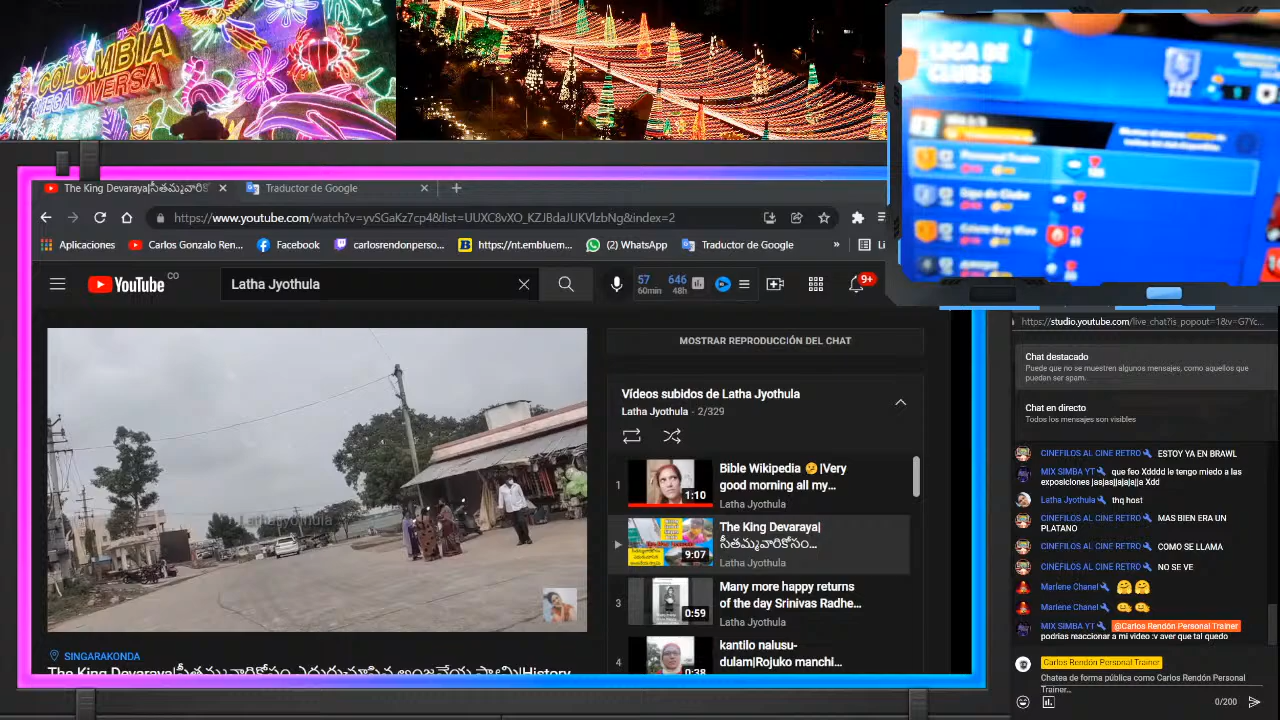 COLOMBIA
MEGADIVERSA
LIGA DE
CLUBS
The King Devaraya|సీతమ్మవారికో
Traductor de Google
https://www.youtube.com/watch?v=yvSGaKz7cp4&list=UUXC8vXO_KZJBdaJUKVlzbNg&index=2
Aplicaciones
Carlos Gonzalo Ren...
Facebook
carlosrendonperso...
https://nt.embluem...
(2) WhatsApp
Traductor de Google
»
YouTube CO
Latha Jyothula
57
60min
646
48h
9+
MOSTRAR REPRODUCCIÓN DEL CHAT
Vídeos subidos de Latha Jyothula
Latha Jyothula - 2/329
1
1:10
Bible Wikipedia 🤔|Very
good morning all my...
Latha Jyothula
9:07
The King Devaraya|
సీతమ్మవారికోసం...
Latha Jyothula
3
0:59
Many more happy returns
of the day Srinivas Radhe...
Latha Jyothula
4
0:38
kantilo nalusu-
dulam|Rojuko manchi...
Latha Jyothula
SINGARAKONDA
The King Devaraya|సీతమ్మవారికోసం ఎదురుచూసిన ఆంజనేయ స్వామి|History
https://studio.youtube.com/live_chat?is_popout=1&v=G7Yc...
Chat destacado
Puede que no se muestren algunos mensajes, como aquellos que
puedan ser spam.
Chat en directo
Todos los mensajes son visibles
CINEFILOS AL CINE RETRO ESTOY YA EN BRAWL
MIX SIMBA YT que feo Xdddd le tengo miedo a las
exposiciones jasjasjjajajajja Xdd
Latha Jyothula thq host
CINEFILOS AL CINE RETRO MAS BIEN ERA UN
PLATANO
CINEFILOS AL CINE RETRO COMO SE LLAMA
CINEFILOS AL CINE RETRO NO SE VE
Marlene Chanel 🤗🤗
Marlene Chanel
MIX SIMBA YT @Carlos Rendón Personal Trainer
podrias reaccionar a mi video :v aver que tal quedo
Carlos Rendón Personal Trainer
Chatea de forma pública como Carlos Rendón Personal
Trainer...
0/200